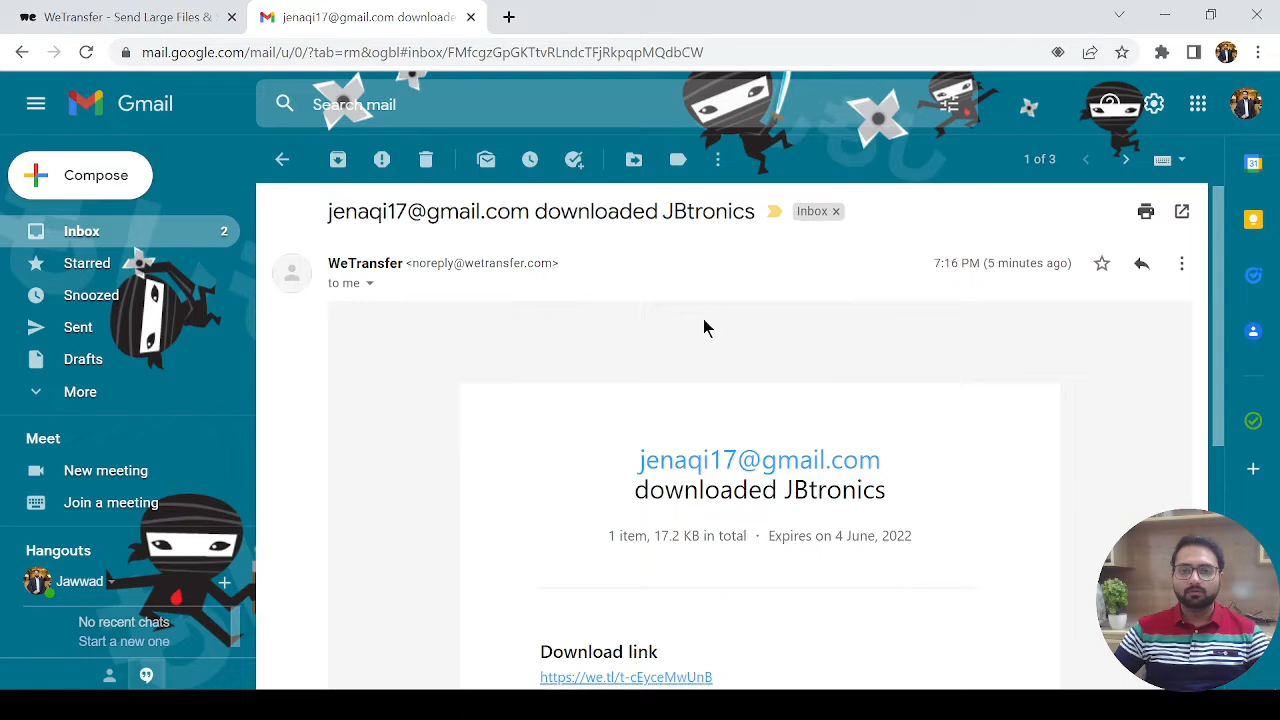 WeTransfer - Send Large Files &
jenaqi17@gmail.com downloade
mail.google.com/mail/u/0/?tab=rm&ogbl#inbox/FMfcgzGpGKTtvRLndcTFjRkpqpMQdbCW
Gmail
Search mail
Compose
1 of 3
Inbox 2
Starred
Snoozed
Sent
Drafts
More
Meet
New meeting
Join a meeting
Hangouts
Jawwad
No recent chats
Start a new one
jenaqi17@gmail.com downloaded JBtronics
Inbox
WeTransfer <noreply@wetransfer.com>
7:16 PM (5 minutes ago)
to me
jenaqi17@gmail.com
downloaded JBtronics
1 item, 17.2 KB in total · Expires on 4 June, 2022
Download link
https://we.tl/t-cEyceMwUnB
31